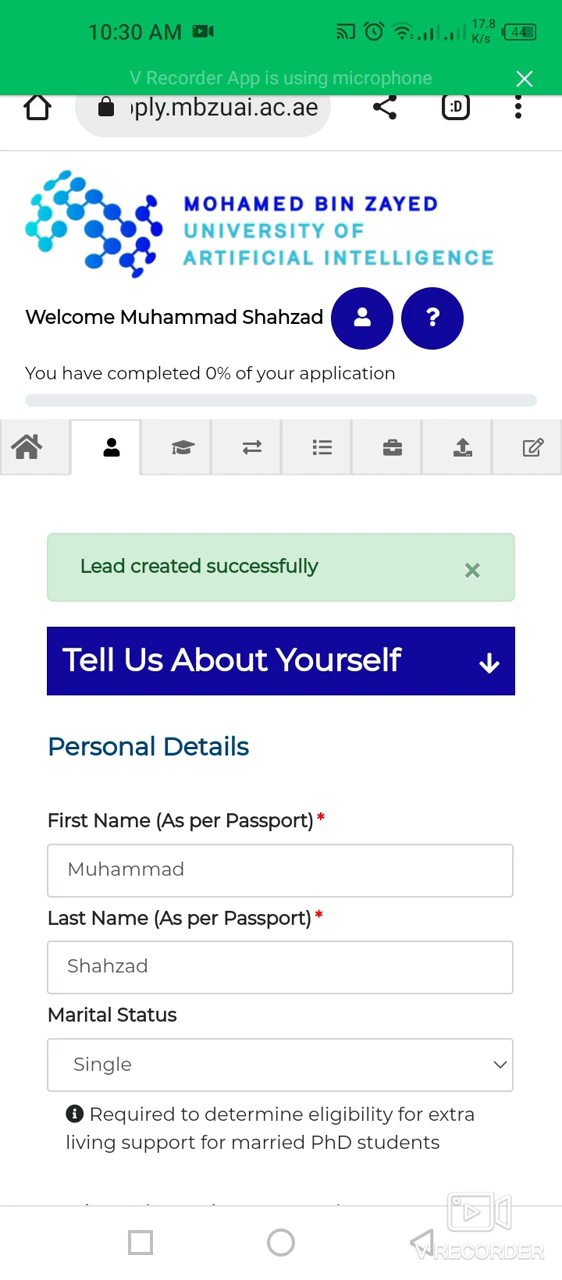 10:30 AM
17.8
K/s
44
V Recorder App is using microphone
pply.mbzuai.ac.ae
:D
MOHAMED BIN ZAYED
UNIVERSITY OF
ARTIFICIAL INTELLIGENCE
Welcome Muhammad Shahzad
?
You have completed 0% of your application
Lead created successfully
Tell Us About Yourself
Personal Details
First Name (As per Passport)*
Muhammad
Last Name (As per Passport)*
Shahzad
Marital Status
Single
Required to determine eligibility for extra
living support for married PhD students
VRECORDER